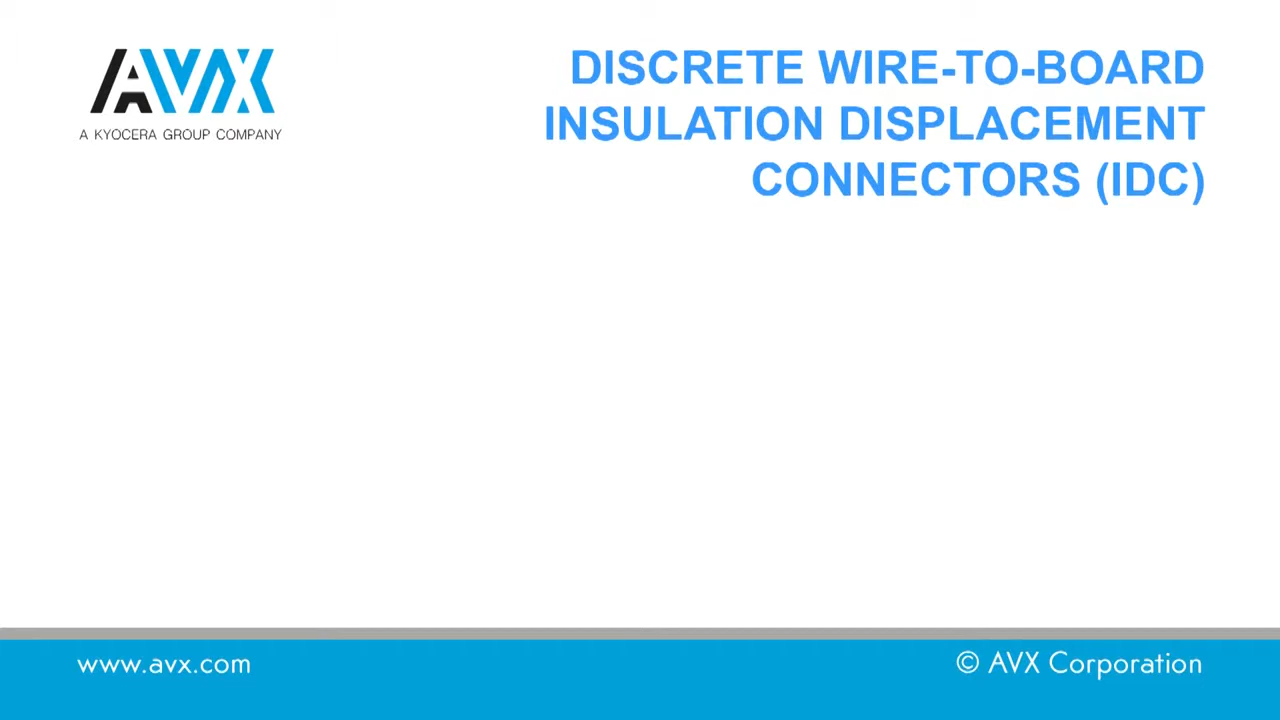 AVX
A KYOCERA GROUP COMPANY
DISCRETE WIRE-TO-BOARD
INSULATION DISPLACEMENT
CONNECTORS (IDC)
www.avx.com
© AVX Corporation